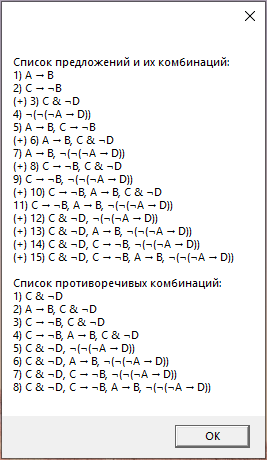 Список предложений и их комбинаций:
1) A → B
2) C → ¬B
(+) 3) C & ¬D
4) ¬(¬(¬A → D))
5) A → B, C → ¬B
(+) 6) A → B, C & ¬D
7) A → B, ¬(¬(¬A → D))
(+) 8) C → ¬B, C & ¬D
9) C → ¬B, ¬(¬(¬A → D))
(+) 10) C → ¬B, A → B, C & ¬D
11) C → ¬B, A → B, ¬(¬(¬A → D))
(+) 12) C & ¬D, ¬(¬(¬A → D))
(+) 13) C & ¬D, A → B, ¬(¬(¬A → D))
(+) 14) C & ¬D, C → ¬B, ¬(¬(¬A → D))
(+) 15) C & ¬D, C → ¬B, A → B, ¬(¬(¬A → D))
Список противоречивых комбинаций:
1) C & ¬D
2) A → B, C & ¬D
3) C → ¬B, C & ¬D
4) C → ¬B, A → B, C & ¬D
5) C & ¬D, ¬(¬(¬A → D))
6) C & ¬D, A → B, ¬(¬(¬A → D))
7) C & ¬D, C → ¬B, ¬(¬(¬A → D))
8) C & ¬D, C → ¬B, A → B, ¬(¬(¬A → D))
OK